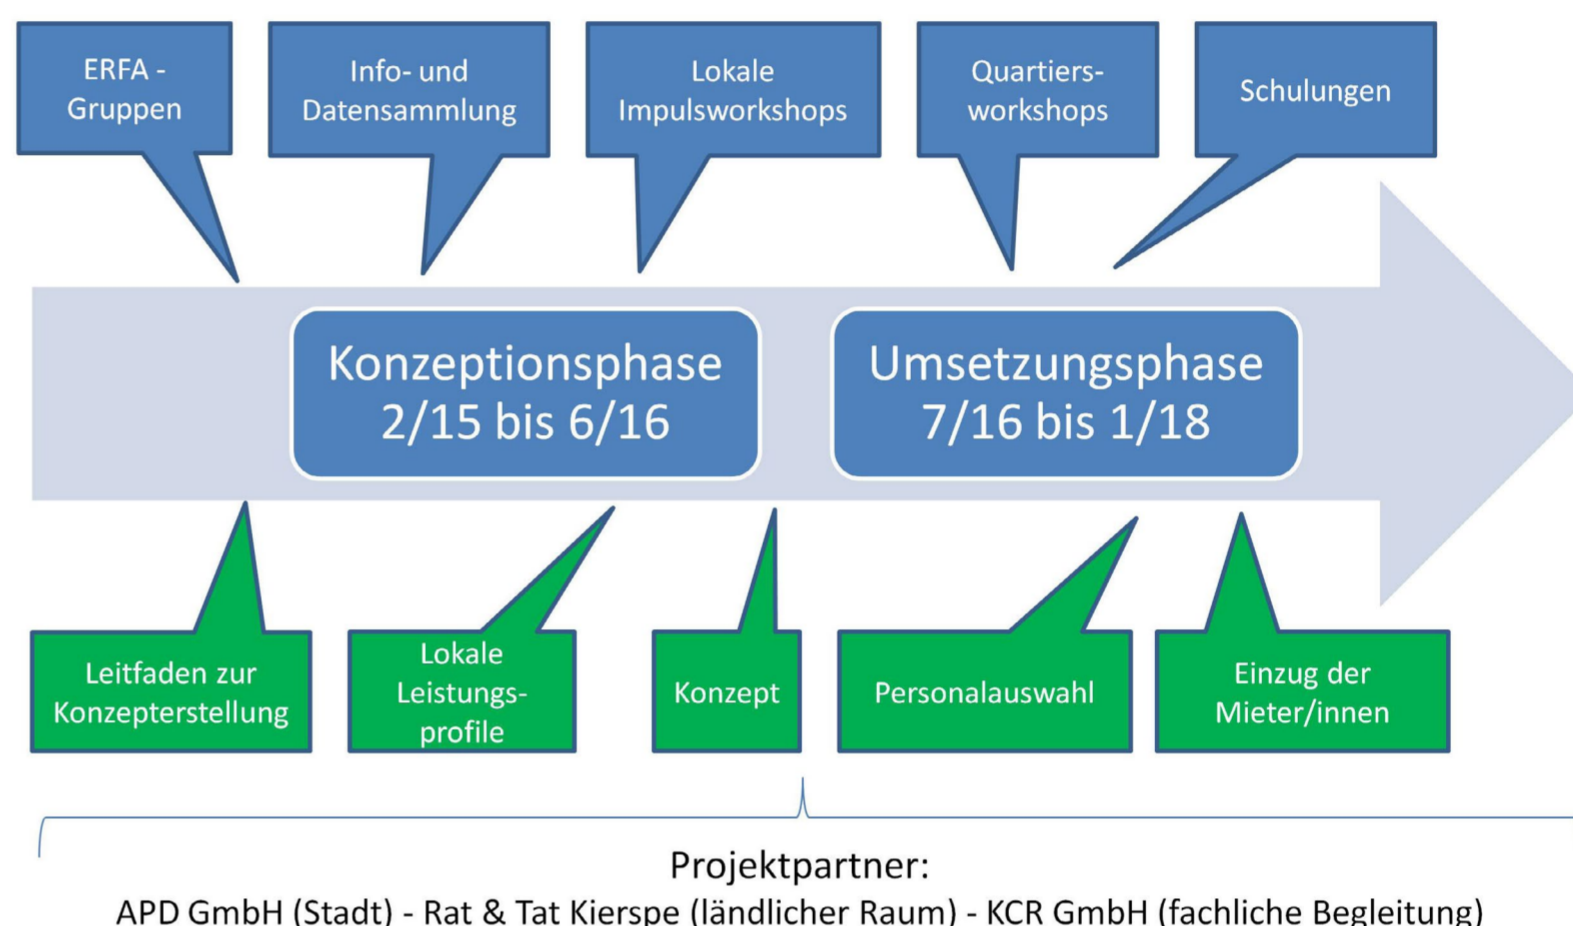 ERFA -
Gruppen
Info- und
Datensammlung
Lokale
Impulsworkshops
Quartiers-
workshops
Schulungen
Konzeptionsphase
2/15 bis 6/16
Umsetzungsphase
7/16 bis 1/18
Leitfaden zur
Konzepterstellung
Lokale
Leistungs-
profile
Konzept
Personalauswahl
Einzug der
Mieter/innen
Projektpartner:
APD GmbH (Stadt) - Rat & Tat Kierspe (ländlicher Raum) - KCR GmbH (fachliche Begleitung)